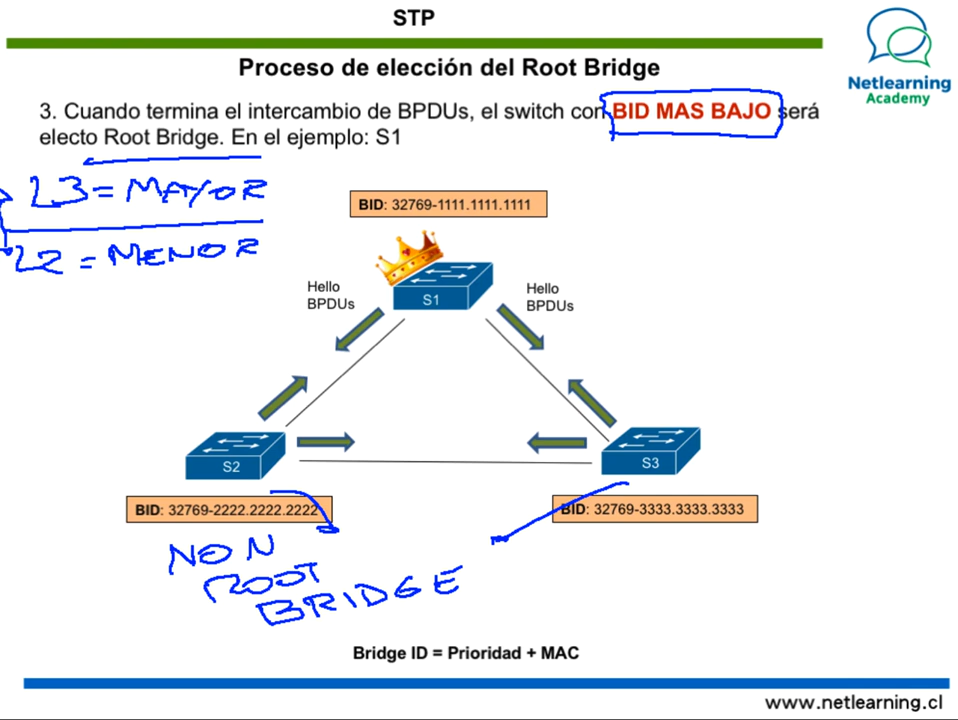 STP
Netlearning
Academy
Proceso de elección del Root Bridge
3. Cuando termina el intercambio de BPDUs, el switch con BID MAS BAJO será
electo Root Bridge. En el ejemplo: S1
L3 = MAYOR
L2 = MENOR
BID: 32769-1111.1111.1111
S1
Hello
BPDUs
Hello
BPDUs
S2
S3
BID: 32769-2222.2222.2222
BID: 32769-3333.3333.3333
NON
ROOT
BRIDGE
Bridge ID = Prioridad + MAC
www.netlearning.cl